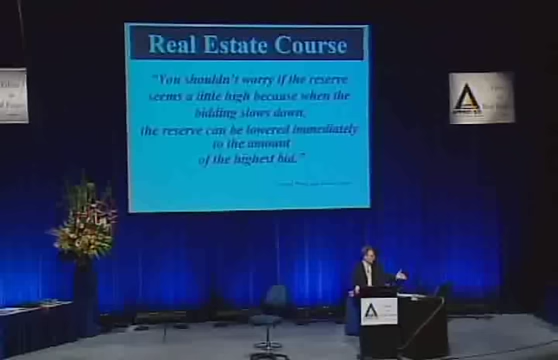 Real Estate Course
"You shouldn't worry if the reserve
seems a little high because when the
bidding slows down,
the reserve can be lowered immediately
to the amount
of the highest bid."